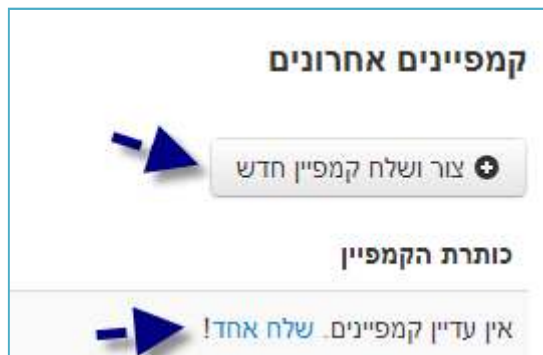 קמפיינים אחרונים
צור ושלח קמפיין חדש
כותרת הקמפיין
אין עדיין קמפיינים. שלח אחד!